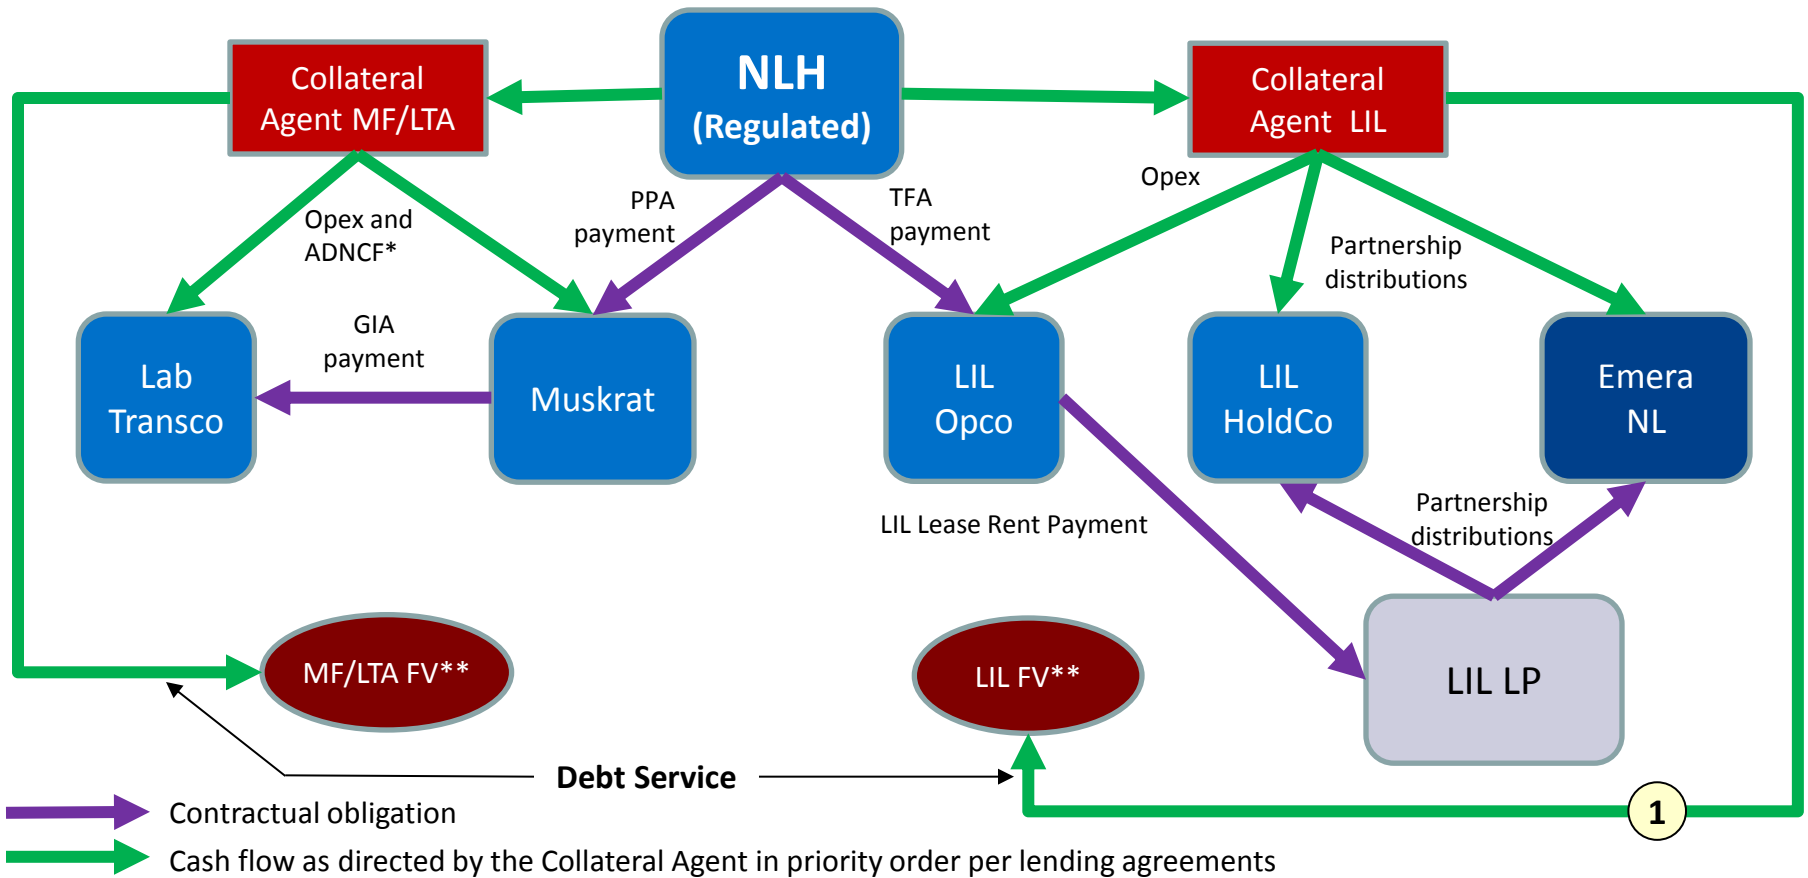 NLH
(Regulated)
Collateral
Agent MF/LTA
Collateral
Agent LIL
Opex
PPA
payment
TFA
payment
Opex and
ADNCF*
Partnership
distributions
GIA
payment
Lab
Transco
Muskrat
LIL
Opco
LIL
HoldCo
Emera
NL
LIL Lease Rent Payment
Partnership
distributions
MF/LTA FV**
LIL FV**
LIL LP
Debt Service
1
Contractual obligation
Cash flow as directed by the Collateral Agent in priority order per lending agreements